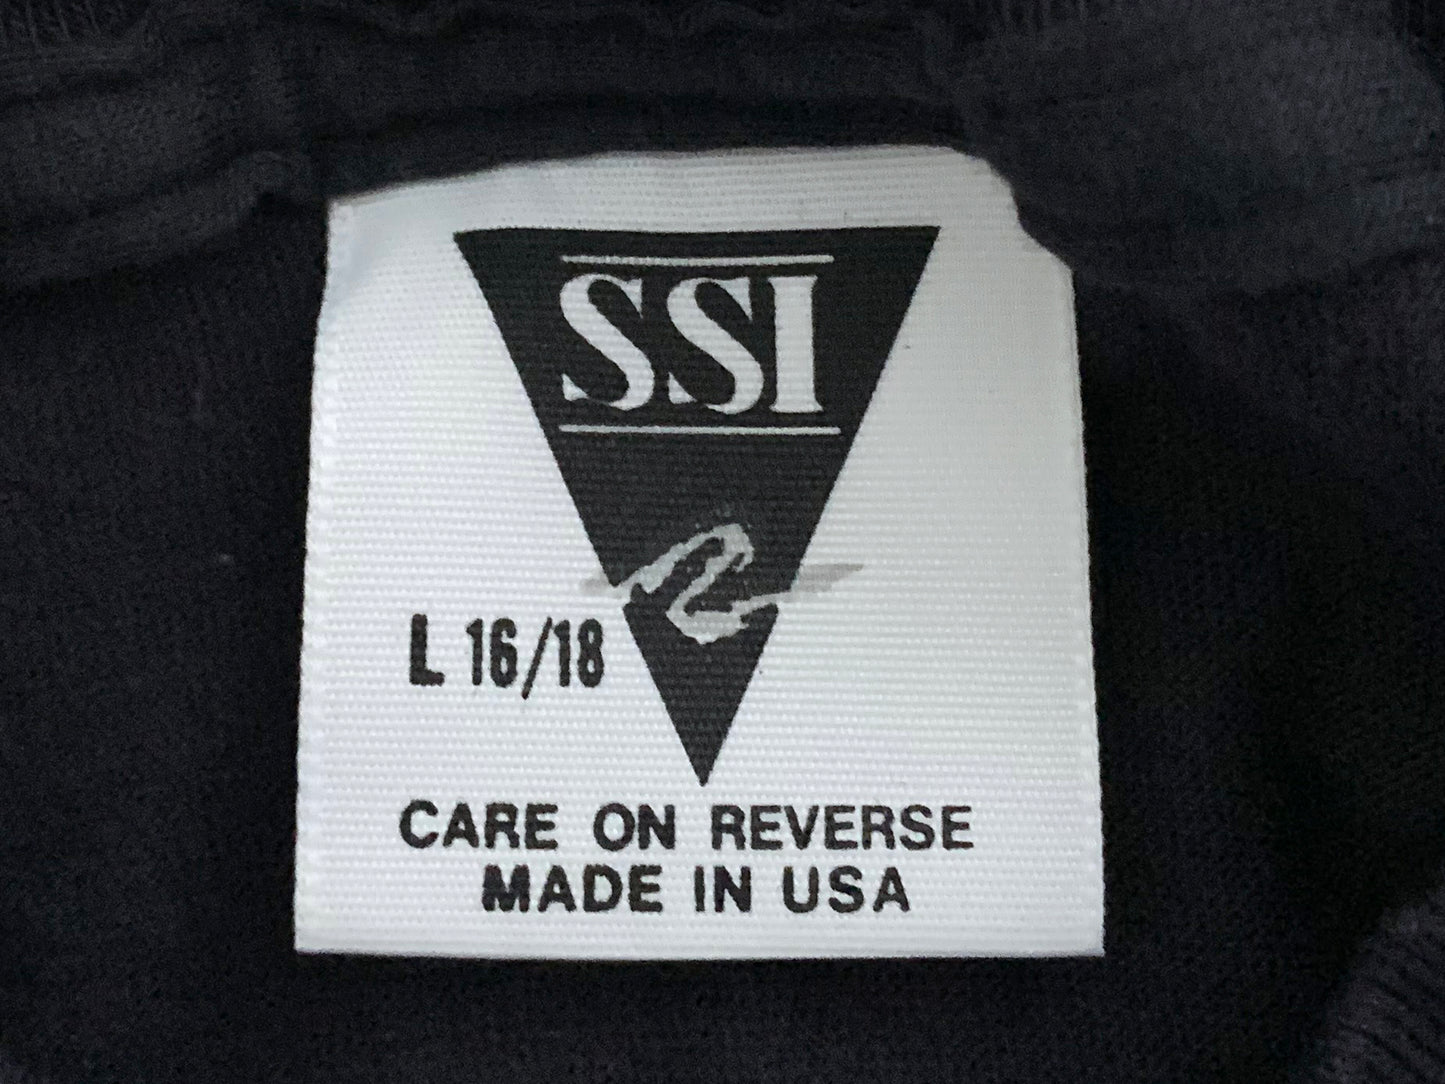 SSI
L 16/18
CARE ON REVERSE
MADE IN USA